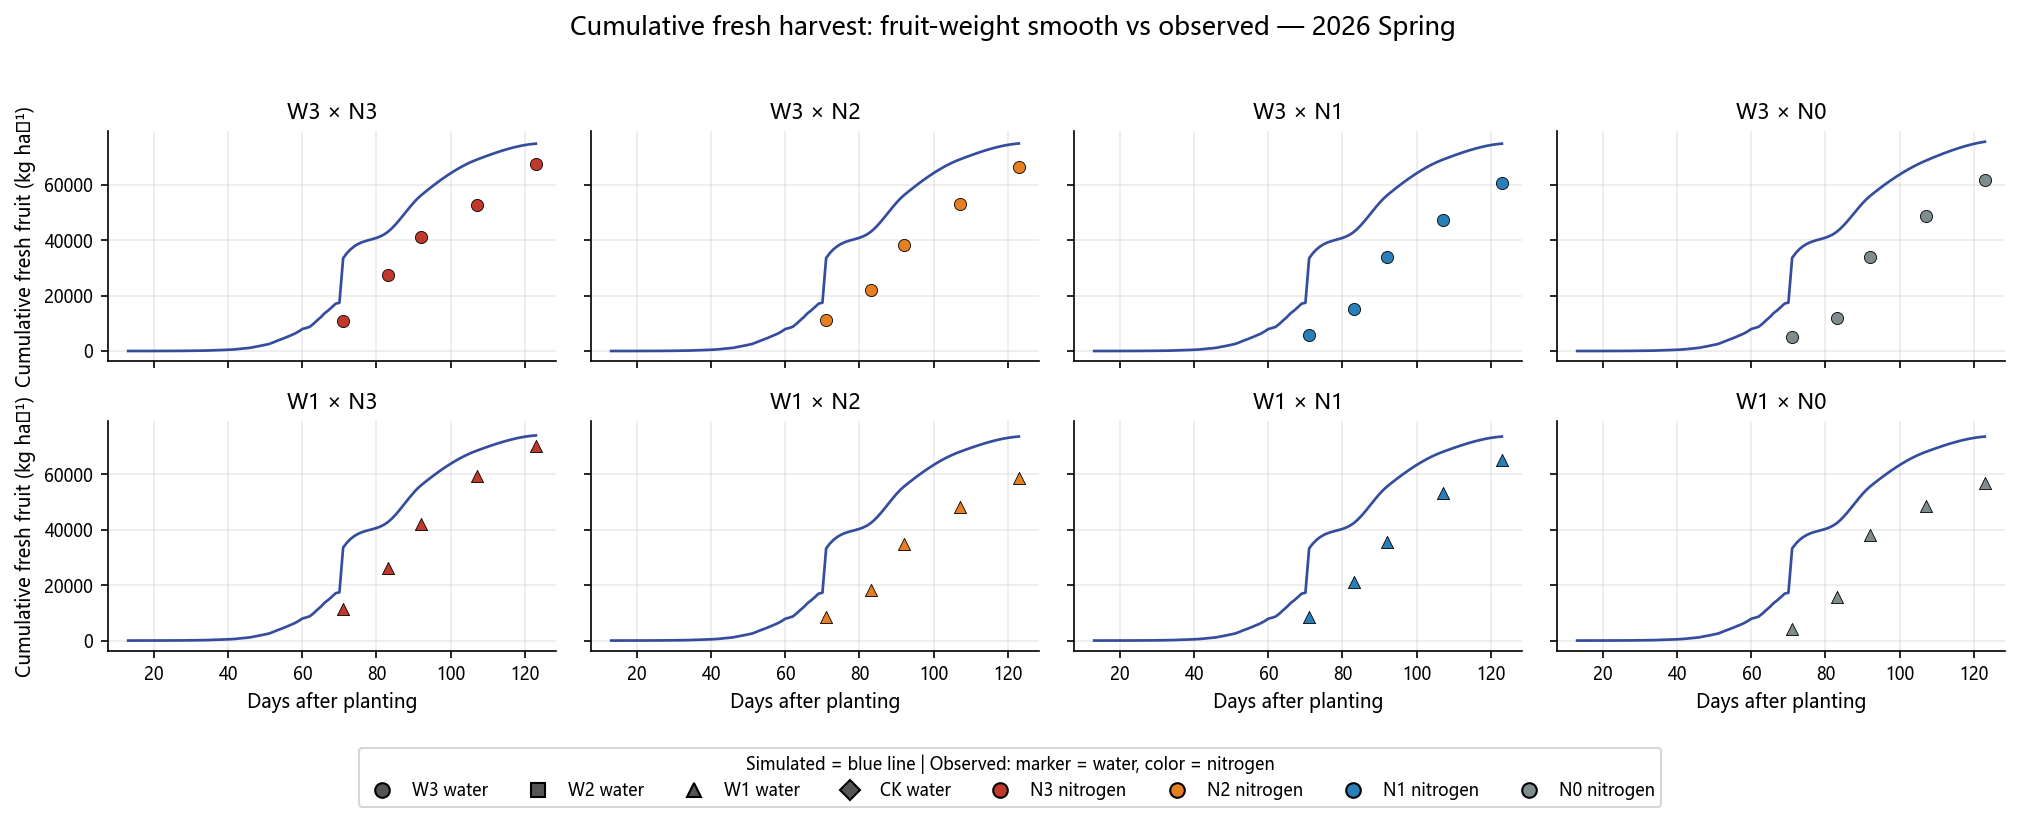 Cumulative fresh harvest: fruit-weight smooth vs observed — 2026 Spring
W3 × N3
W3 × N2
W3 × N1
W3 × N0
Cumulative fresh fruit (kg ha▯¹)
60000
40000
20000
0
W1 × N3
W1 × N2
W1 × N1
W1 × N0
Cumulative fresh fruit (kg ha▯¹)
60000
40000
20000
0
20 40 60 80 100 120
20 40 60 80 100 120
20 40 60 80 100 120
20 40 60 80 100 120
Days after planting
Days after planting
Days after planting
Days after planting
Simulated = blue line | Observed: marker = water, color = nitrogen
W3 water W2 water W1 water CK water N3 nitrogen N2 nitrogen N1 nitrogen N0 nitrogen